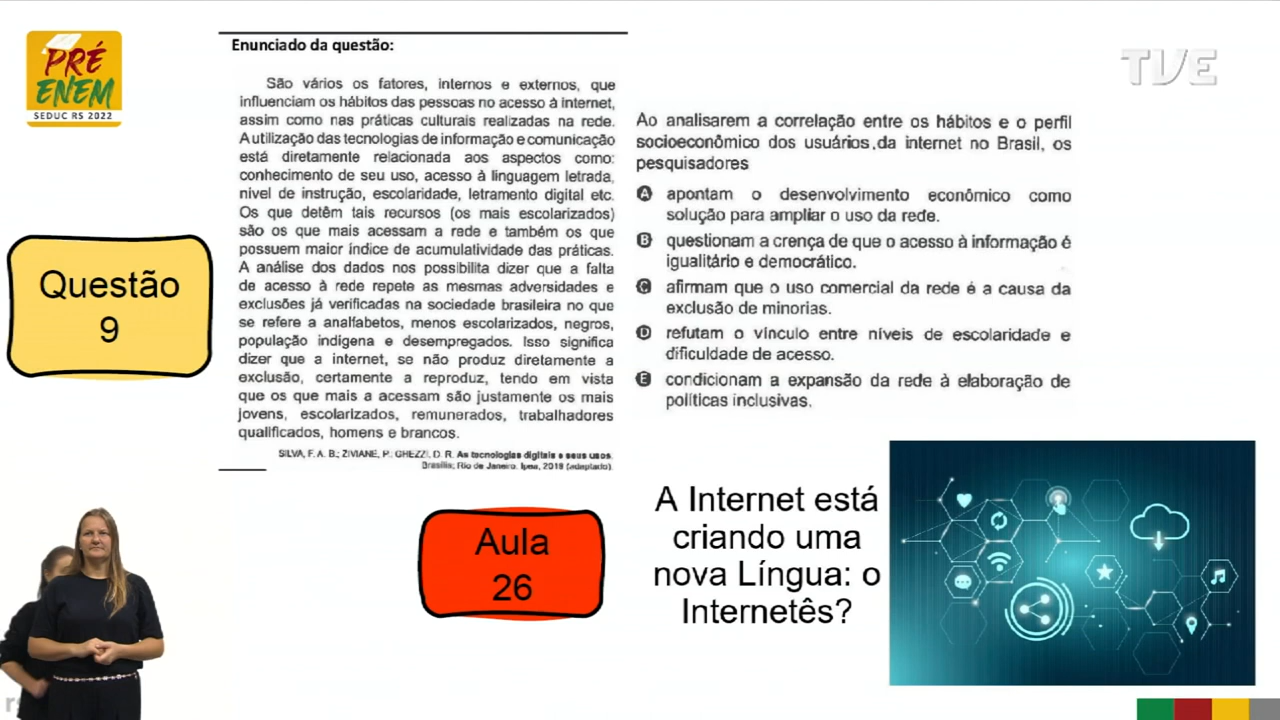 PRÉ
ENEM
SEDUC RS 2022
Enunciado da questão:
TVE
São vários os fatores, internos e externos, que
influenciam os hábitos das pessoas no acesso à internet,
assim como nas práticas culturais realizadas na rede.
A utilização das tecnologias de informação e comunicação
está diretamente relacionada aos aspectos como:
conhecimento de seu uso, acesso à linguagem letrada,
nível de instrução, escolaridade, letramento digital etc.
Os que detêm tais recursos (os mais escolarizados)
são os que mais acessam a rede e também os que
possuem maior índice de acumulatividade das práticas.
A análise dos dados nos possibilita dizer que a falta
de acesso à rede repete as mesmas adversidades e
exclusões já verificadas na sociedade brasileira no que
se refere a analfabetos, menos escolarizados, negros,
população indígena e desempregados. Isso significa
dizer que a internet, se não produz diretamente a
exclusão, certamente a reproduz, tendo em vista
que os que mais a acessam são justamente os mais
jovens, escolarizados, remunerados, trabalhadores
qualificados, homens e brancos.
SILVA, F. A. B.; ZIVIANE, P.; GHEZZI, D. R. As tecnologias digitais e seus usos.
Brasília; Rio de Janeiro: Ipea, 2019 (adaptado).
Ao analisarem a correlação entre os hábitos e o perfil
socioeconômico dos usuários da internet no Brasil, os
pesquisadores
A apontam o desenvolvimento econômico como
solução para ampliar o uso da rede.
B questionam a crença de que o acesso à informação é
igualitário e democrático.
C afirmam que o uso comercial da rede é a causa da
exclusão de minorias.
D refutam o vínculo entre níveis de escolaridade e
dificuldade de acesso.
E condicionam a expansão da rede à elaboração de
políticas inclusivas.
Questão
9
Aula
26
A Internet está
criando uma
nova Língua: o
Internetês?